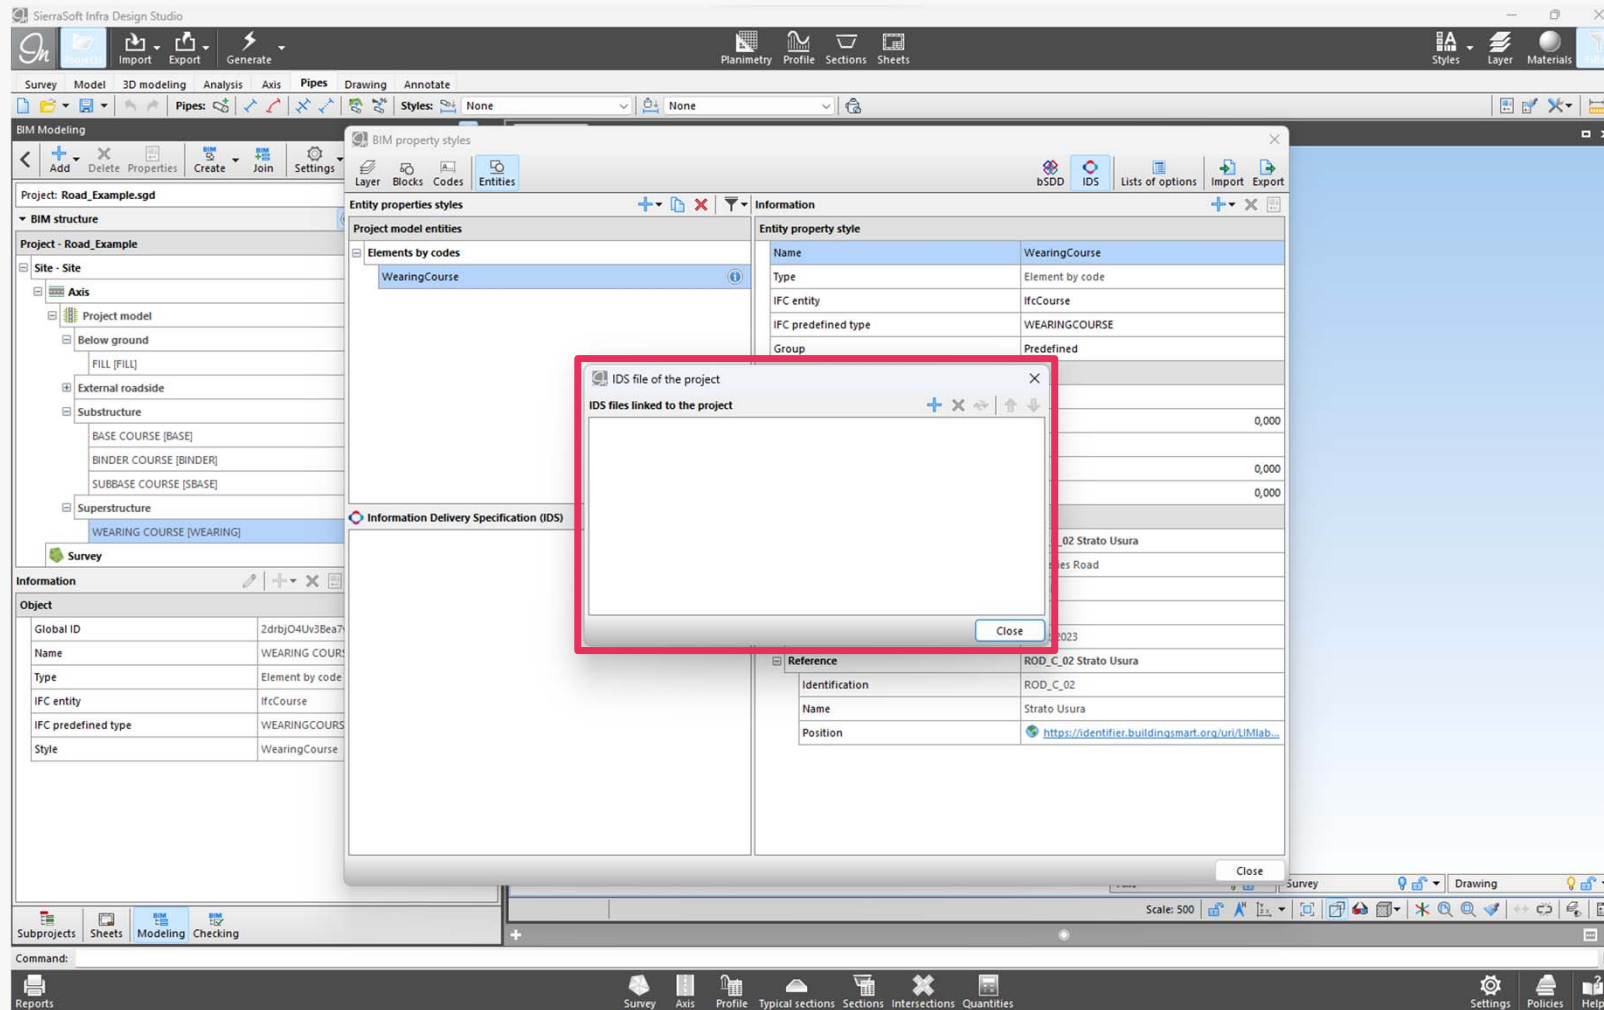 SierraSoft Infra Design Studio
Import Export Generate
Planimetry Profile Sections Sheets
Styles Layer Materials
Survey Model 3D modeling Analysis Axis Pipes Drawing Annotate
Pipes: Styles: None None
BIM Modeling
Add Delete Properties Create Join Settings
Project: Road_Example.sgd
BIM structure
Project - Road_Example
Site - Site
Axis
Project model
Below ground
FILL [FILL]
External roadside
Substructure
BASE COURSE [BASE]
BINDER COURSE [BINDER]
SUBBASE COURSE [SBASE]
Superstructure
WEARING COURSE [WEARING]
Survey
Information
Object
Global ID 2drbjO4Uv3Bea7
Name WEARING COURS
Type Element by code
IFC entity IfcCourse
IFC predefined type WEARINGCOURS
Style WearingCourse
BIM property styles
Layer Blocks Codes Entities
bSDD IDS Lists of options Import Export
Entity properties styles
Project model entities
Elements by codes
WearingCourse
Information Delivery Specification (IDS)
Information
Entity property style
Name WearingCourse
Type Element by code
IFC entity IfcCourse
IFC predefined type WEARINGCOURSE
Group Predefined
0,000
0,000
0,000
_02 Strato Usura
es Road
2023
Reference ROD_C_02 Strato Usura
Identification ROD_C_02
Name Strato Usura
Position https://identifier.buildingsmart.org/uri/LIMlab...
Close
IDS file of the project
IDS files linked to the project
Close
Survey Drawing
Scale: 500
Subprojects Sheets Modeling Checking
Command:
Reports
Survey Axis Profile Typical sections Sections Intersections Quantities
Settings Policies Help